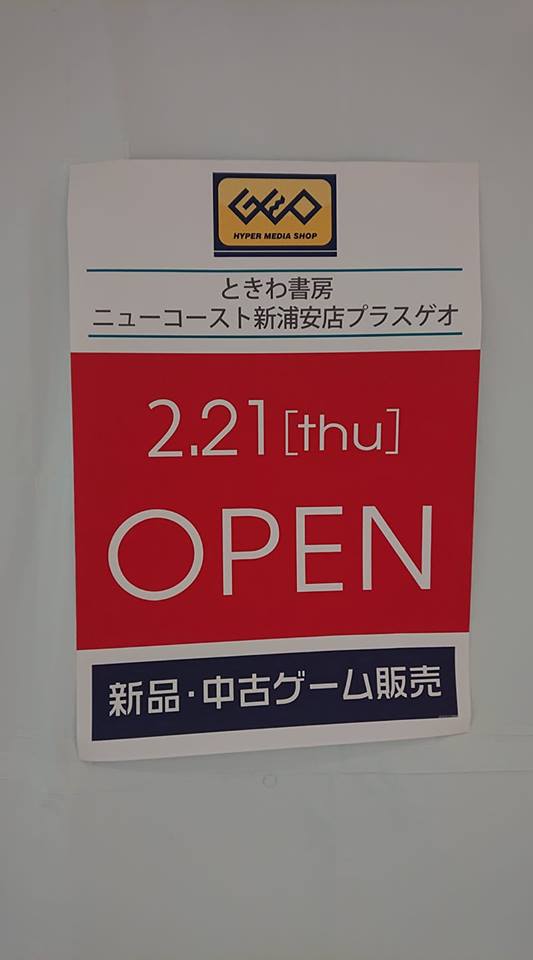 GEO
HYPER MEDIA SHOP
ときわ書房
ニューコースト新浦安店プラスゲオ
2.21[thu]
OPEN
新品・中古ゲーム販売